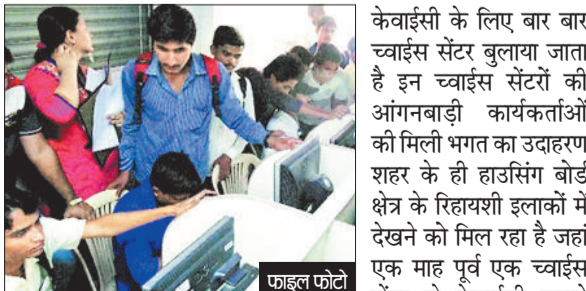 केवाईसी के लिए बार बार
च्वाईस सेंटर बुलाया जाता
है इन च्वाईस सेंटरों की
आंगनबाड़ी कार्यकर्ताओं
की मिली भगत का उदाहरण
शहर के ही हाउसिंग बोर्ड
क्षेत्र के रिहायशी इलाकों में
देखने को मिल रहा है जहां
एक माह पूर्व एक च्वाईस
फाइल फोटो